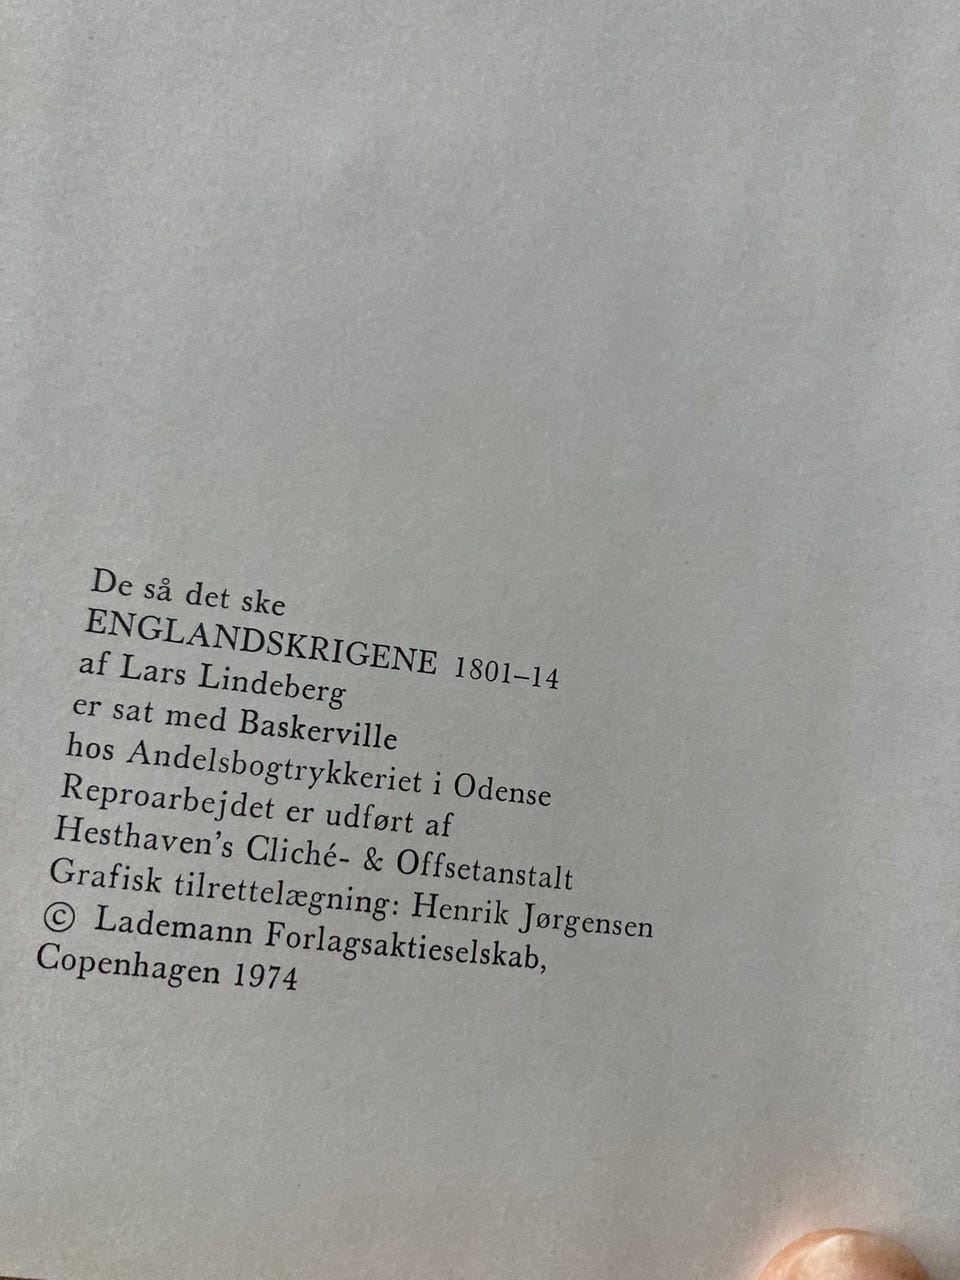 De så det ske
ENGLANDSKRIGENE 1801–14
af Lars Lindeberg
er sat med Baskerville
hos Andelsbogtrykkeriet i Odense
Reproarbejdet er udført af
Hesthaven’s Cliché- & Offsetanstalt
Grafisk tilrettelægning: Henrik Jørgensen
© Lademann Forlagsaktieselskab,
Copenhagen 1974